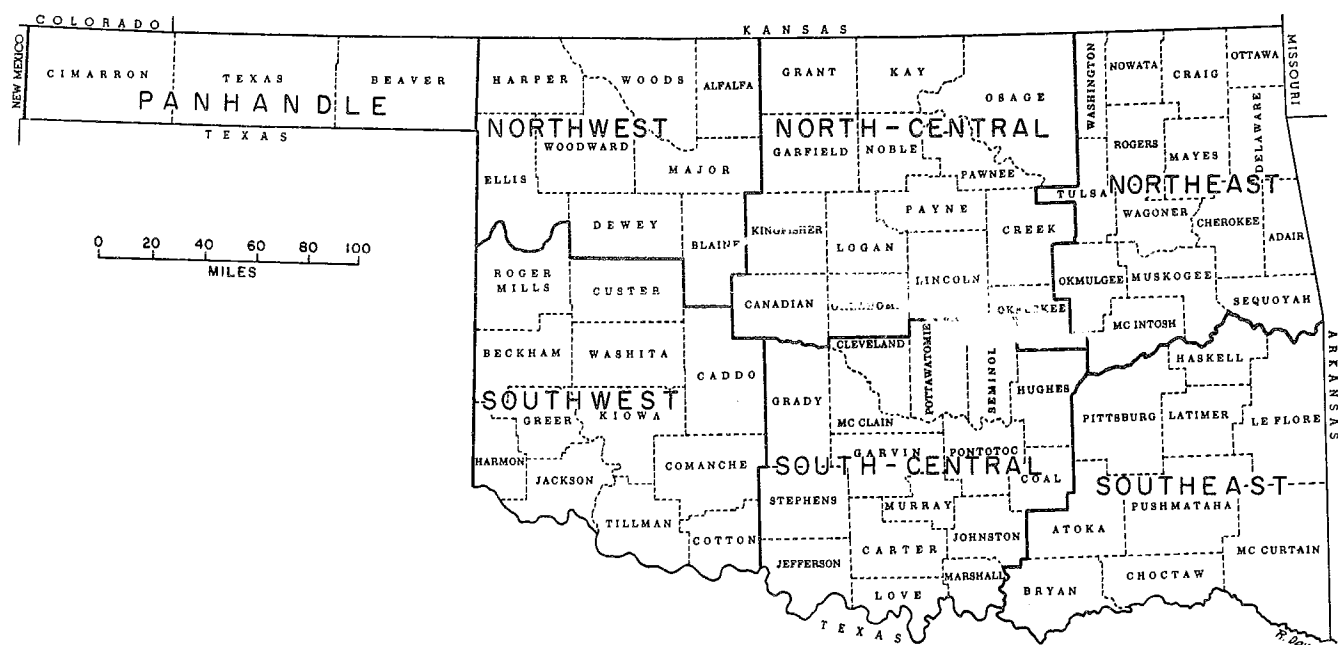 COLORADO
KANSAS
NEW MEXICO
MISSOURI
CIMARRON
TEXAS
BEAVER
PANHANDLE
TEXAS
HARPER
WOODS
ALFALFA
GRANT
KAY
OSAGE
WASHINGTON
NOWATA
CRAIG
OTTAWA
NORTHWEST
NORTH-CENTRAL
NORTHEAST
WOODWARD
MAJOR
ELLIS
GARFIELD
NOBLE
PAWNEE
ROGERS
MAYES
DELAWARE
TULSA
DEWEY
BLAINE
KINGFISHER
LOGAN
PAYNE
CREEK
WAGONER
CHEROKEE
ADAIR
0 20 40 60 80 100
MILES
ROGER
MILLS
CUSTER
CANADIAN
LINCOLN
OKMULGEE
MUSKOGEE
SEQUOYAH
MC INTOSH
BECKHAM
WASHITA
CADDO
CLEVELAND
POTTAWATOMIE
SEMINOL
HUGHES
HASKELL
ARKANSAS
SOUTHWEST
KIOWA
GREER
GRADY
MC CLAIN
PITTSBURG
LATIMER
LE FLORE
HARMON
JACKSON
COMANCHE
GARVIN
PONTOTOC
SOUTH-CENTRAL
COAL
SOUTHEAST
TILLMAN
COTTON
STEPHENS
MURRAY
JOHNSTON
ATOKA
PUSHMATAHA
JEFFERSON
CARTER
MARSHALL
LOVE
BRYAN
CHOCTAW
MC CURTAIN
TEXAS